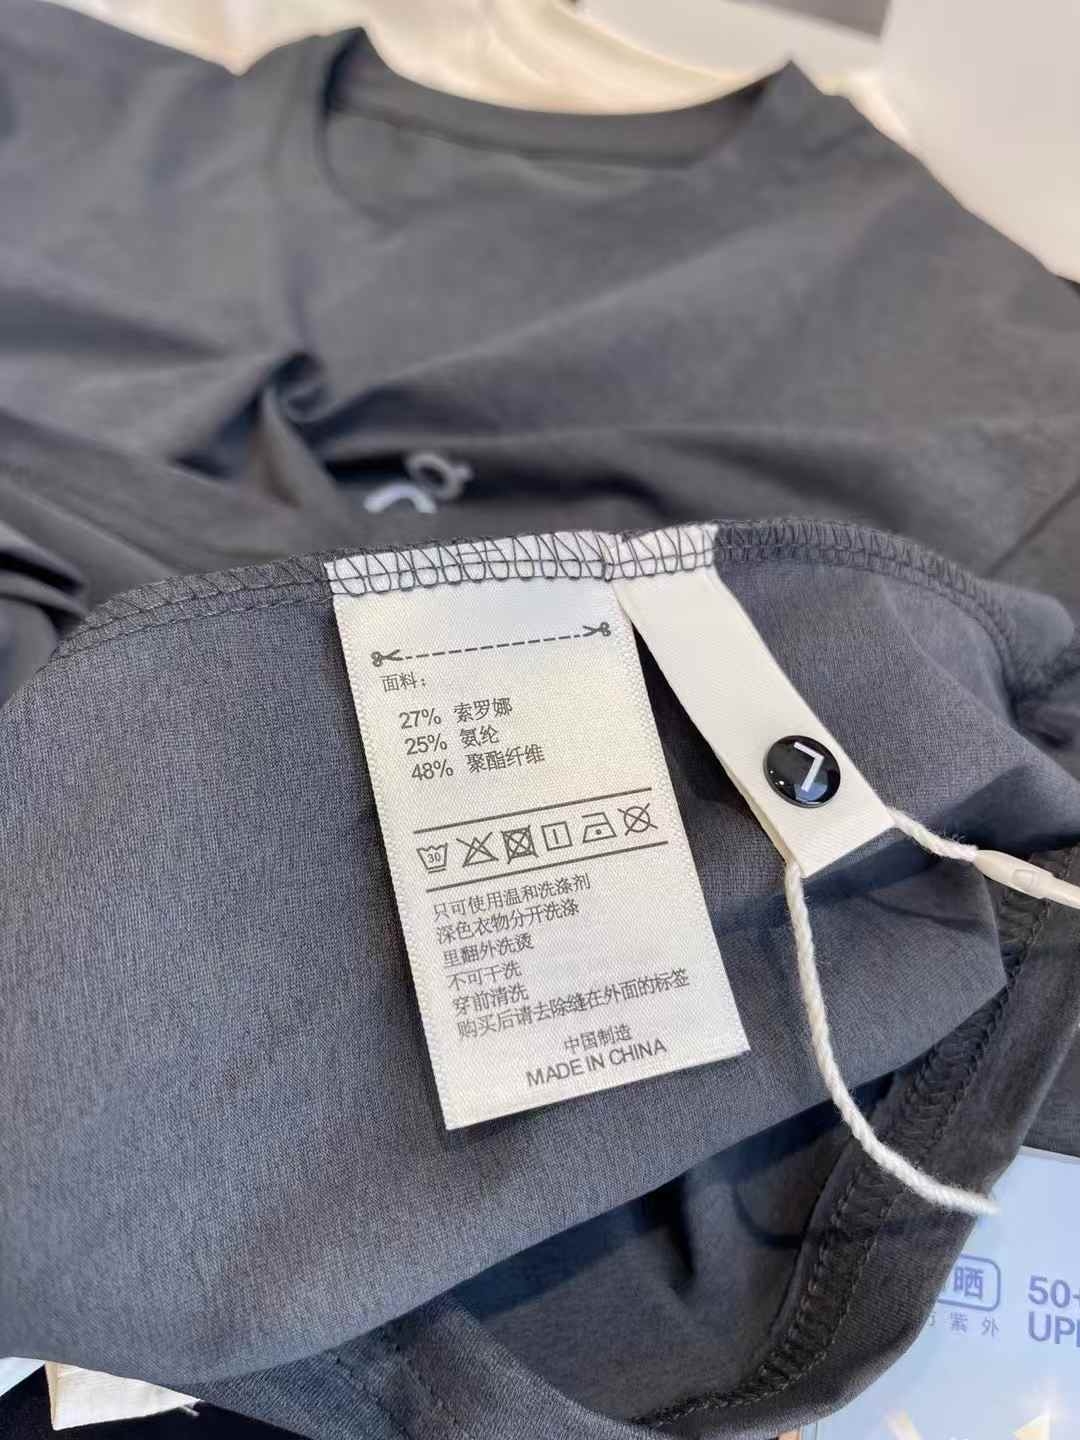 面料：
27% 索罗娜
25% 氨纶
48% 聚酯纤维
30
只可使用温和洗涤剂
深色衣物分开洗涤
里翻外洗烫
不可干洗
穿前清洗
购买后请去除缝在外面的标签
中国制造
MADE IN CHINA
晒 50+
紫外 UP